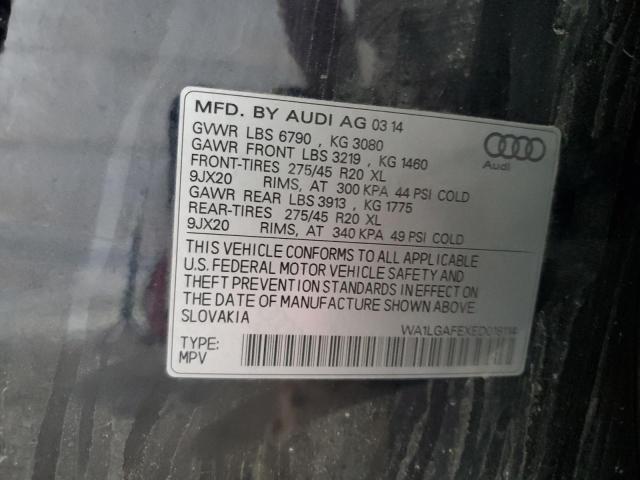 MFD. BY AUDI AG 03 14
GVWR LBS 6790 , KG 3080
GAWR FRONT LBS 3219 , KG 1460
FRONT-TIRES 275/45 R20 XL
9JX20 RIMS, AT 300 KPA 44 PSI COLD
GAWR REAR LBS 3913 , KG 1775
REAR-TIRES 275/45 R20 XL
9JX20 RIMS, AT 340 KPA 49 PSI COLD
Audi
THIS VEHICLE CONFORMS TO ALL APPLICABLE
U.S. FEDERAL MOTOR VEHICLE SAFETY AND
THEFT PREVENTION STANDARDS IN EFFECT ON
THE DATE OF MANUFACTURE SHOWN ABOVE
SLOVAKIA
WA1LGAFEXED018114
TYPE:
MPV